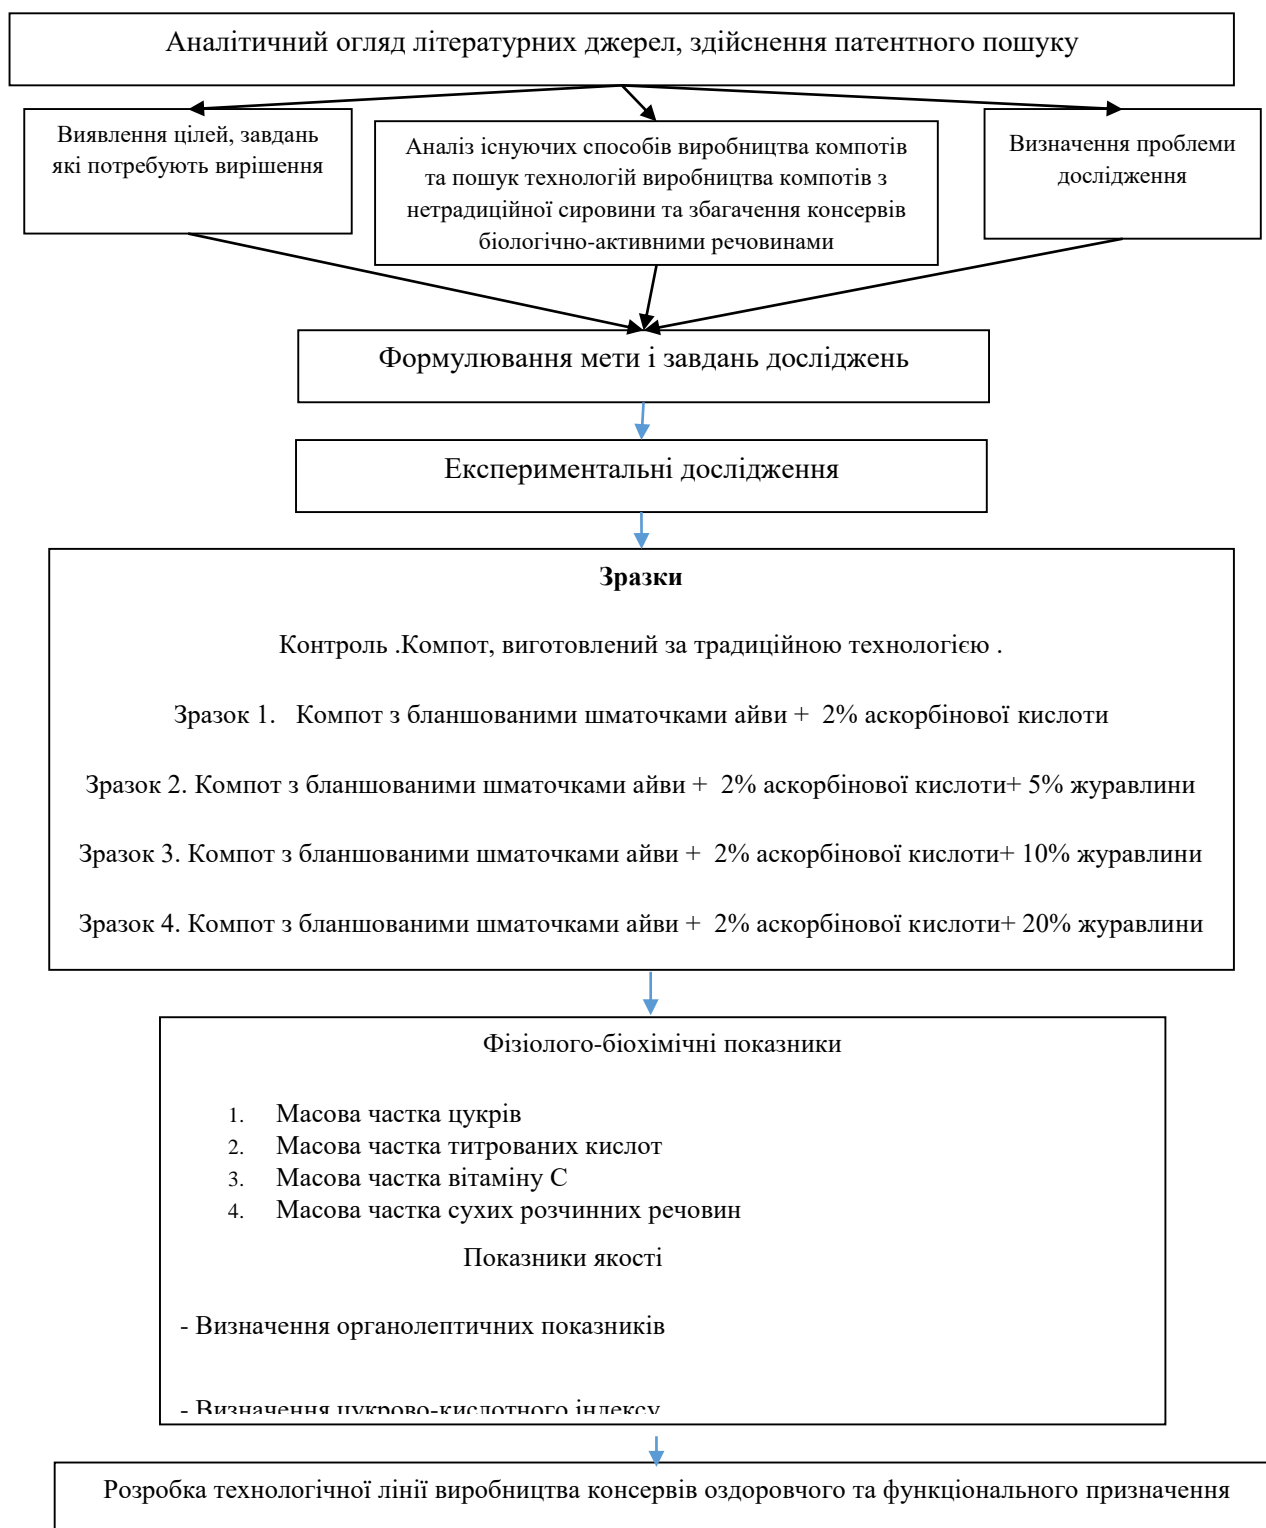 Аналітичний огляд літературних джерел, здійснення патентного пошуку
Виявлення цілей, завдань
які потребують вирішення
Аналіз існуючих способів виробництва компотів
та пошук технологій виробництва компотів з
нетрадиційної сировини та збагачення консервів
біологічно-активними речовинами
Визначення проблеми
дослідження
Формулювання мети і завдань досліджень
Експериментальні дослідження
Зразки
Контроль .Компот, виготовлений за традиційною технологією .
Зразок 1. Компот з бланшованими шматочками айви + 2% аскорбінової кислоти
Зразок 2. Компот з бланшованими шматочками айви + 2% аскорбінової кислоти+ 5% журавлини
Зразок 3. Компот з бланшованими шматочками айви + 2% аскорбінової кислоти+ 10% журавлини
Зразок 4. Компот з бланшованими шматочками айви + 2% аскорбінової кислоти+ 20% журавлини
Фізіолого-біохімічні показники
1. Масова частка цукрів
2. Масова частка титрованих кислот
3. Масова частка вітаміну С
4. Масова частка сухих розчинних речовин
Показники якості
- Визначення органолептичних показників
- Визначення цукрово-кислотного індексу
Розробка технологічної лінії виробництва консервів оздоровчого та функціонального призначення